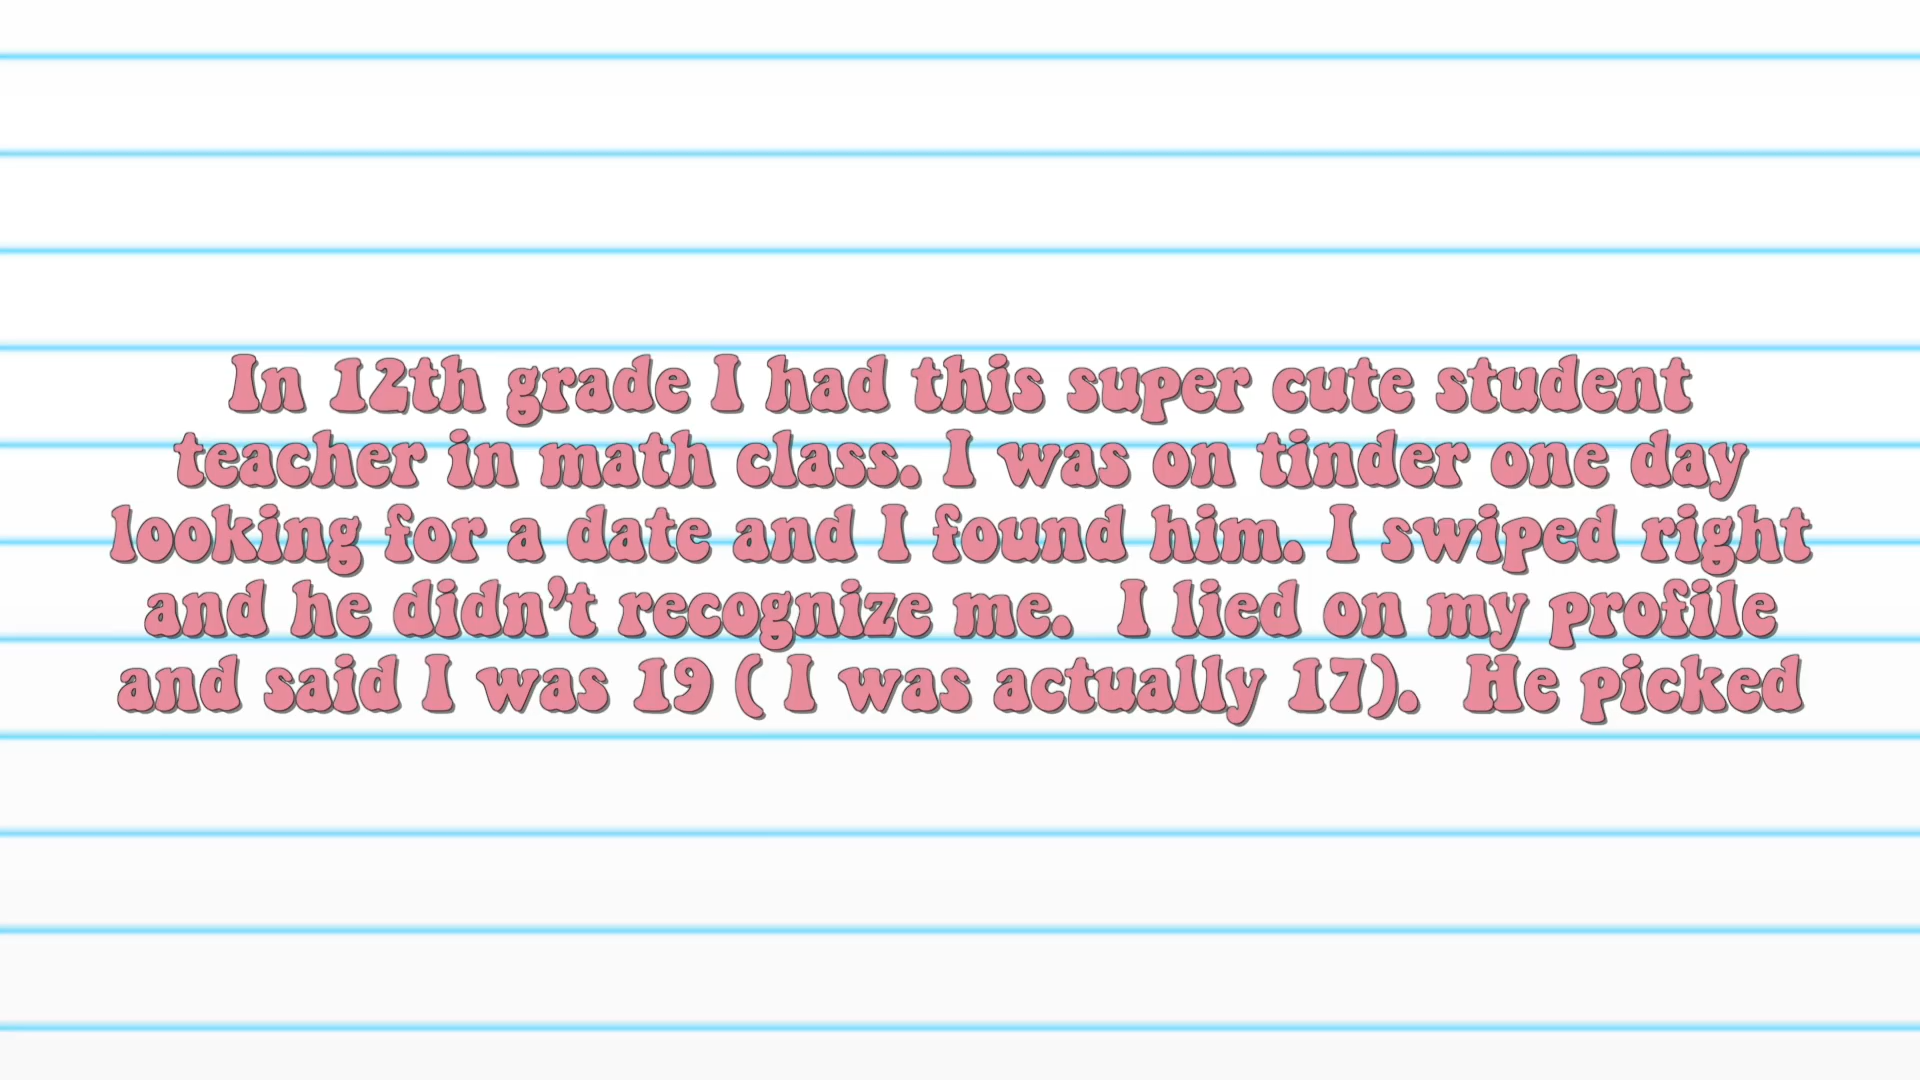 In 12th grade I had this super cute student
teacher in math class. I was on tinder one day
looking for a date and I found him. I swiped right
and he didn’t recognize me.  I lied on my profile
and said I was 19 ( I was actually 17).  He picked